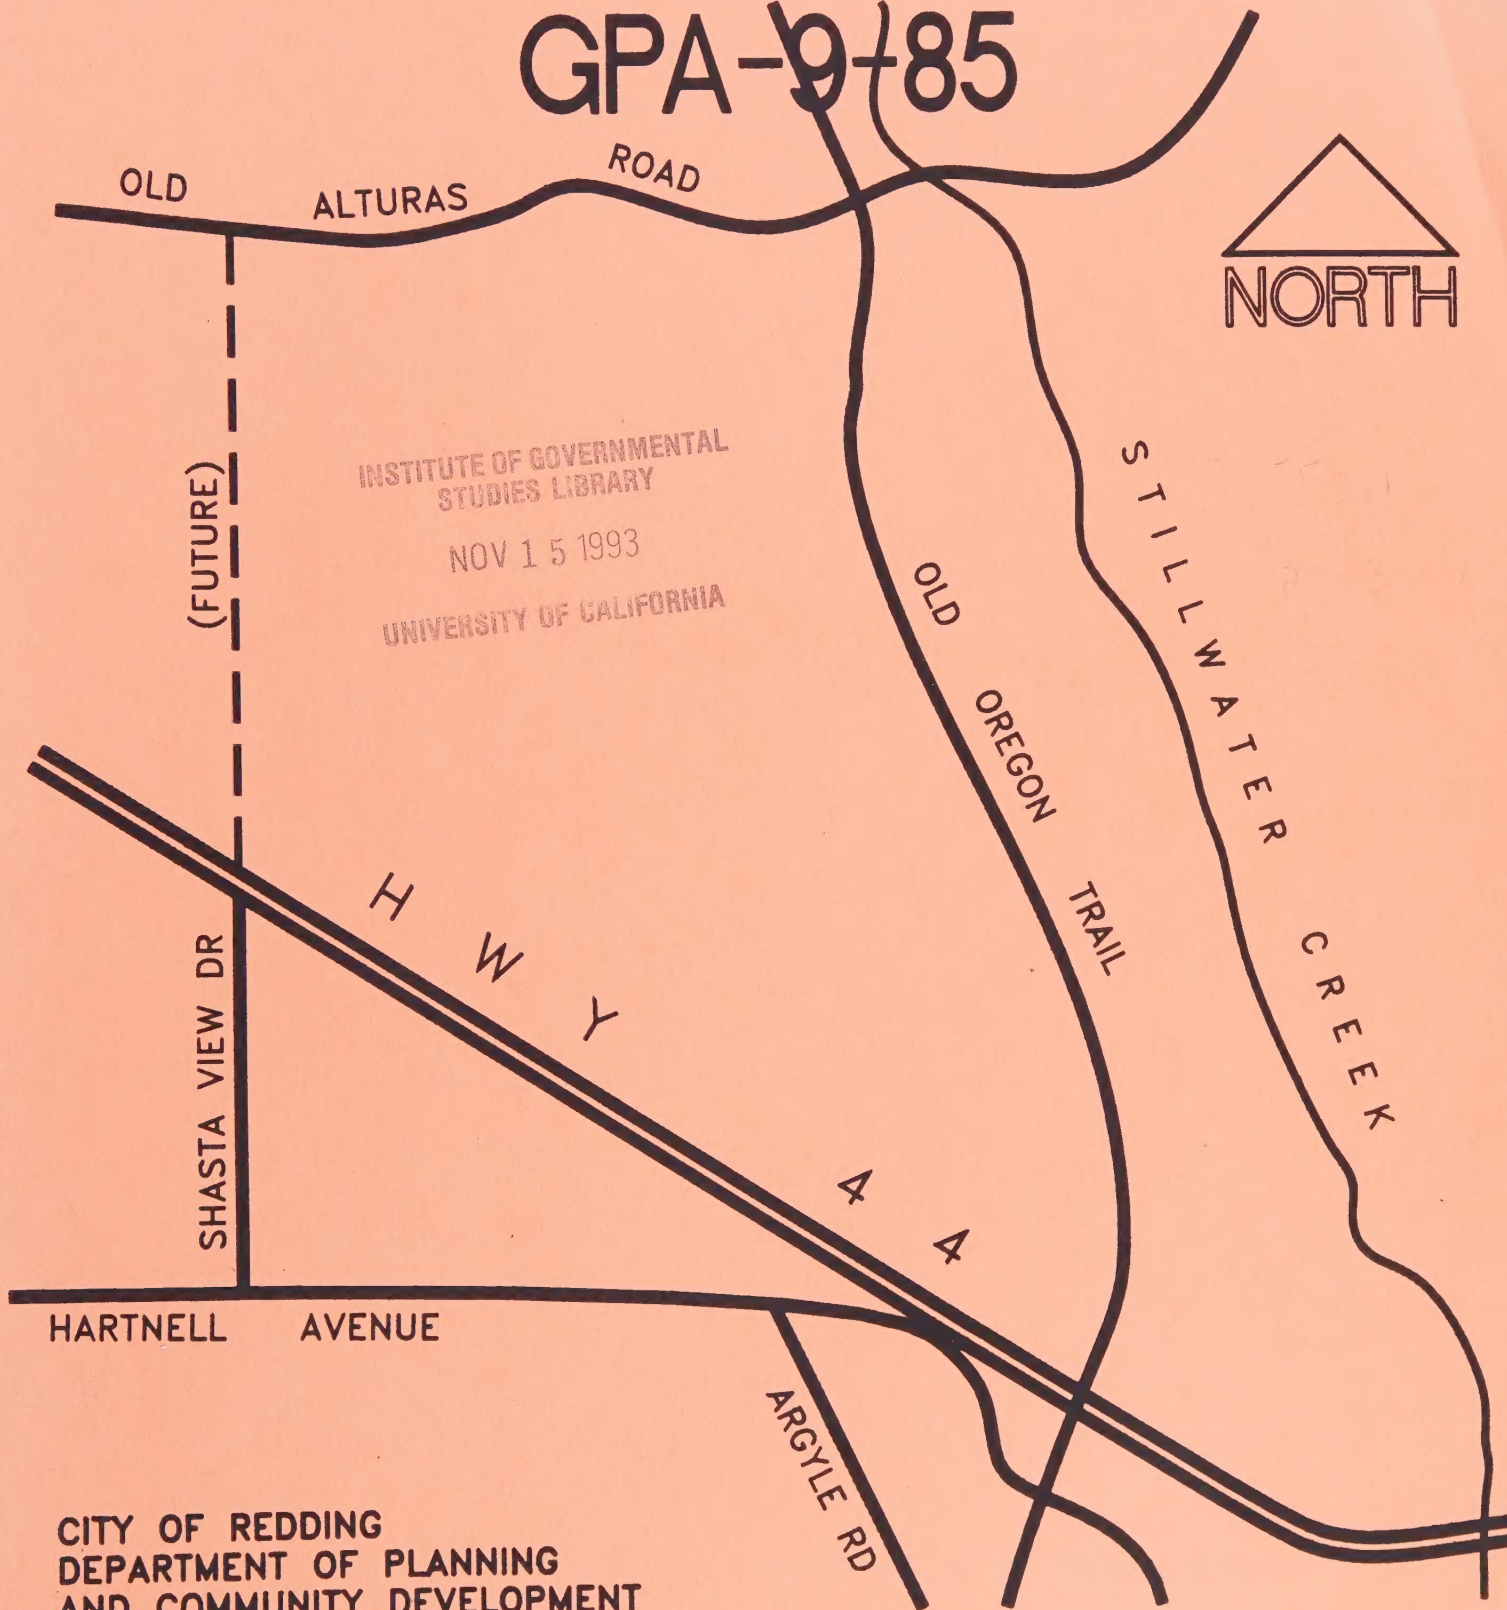 GPA-9-85
OLD ALTURAS ROAD
NORTH
INSTITUTE OF GOVERNMENTAL
STUDIES LIBRARY
NOV 15 1993
UNIVERSITY OF CALIFORNIA
(FUTURE)
STILLWATER CREEK
OLD OREGON TRAIL
HWY 44
SHASTA VIEW DR
HARTNELL AVENUE
ARGYLE RD
CITY OF REDDING
DEPARTMENT OF PLANNING
AND COMMUNITY DEVELOPMENT